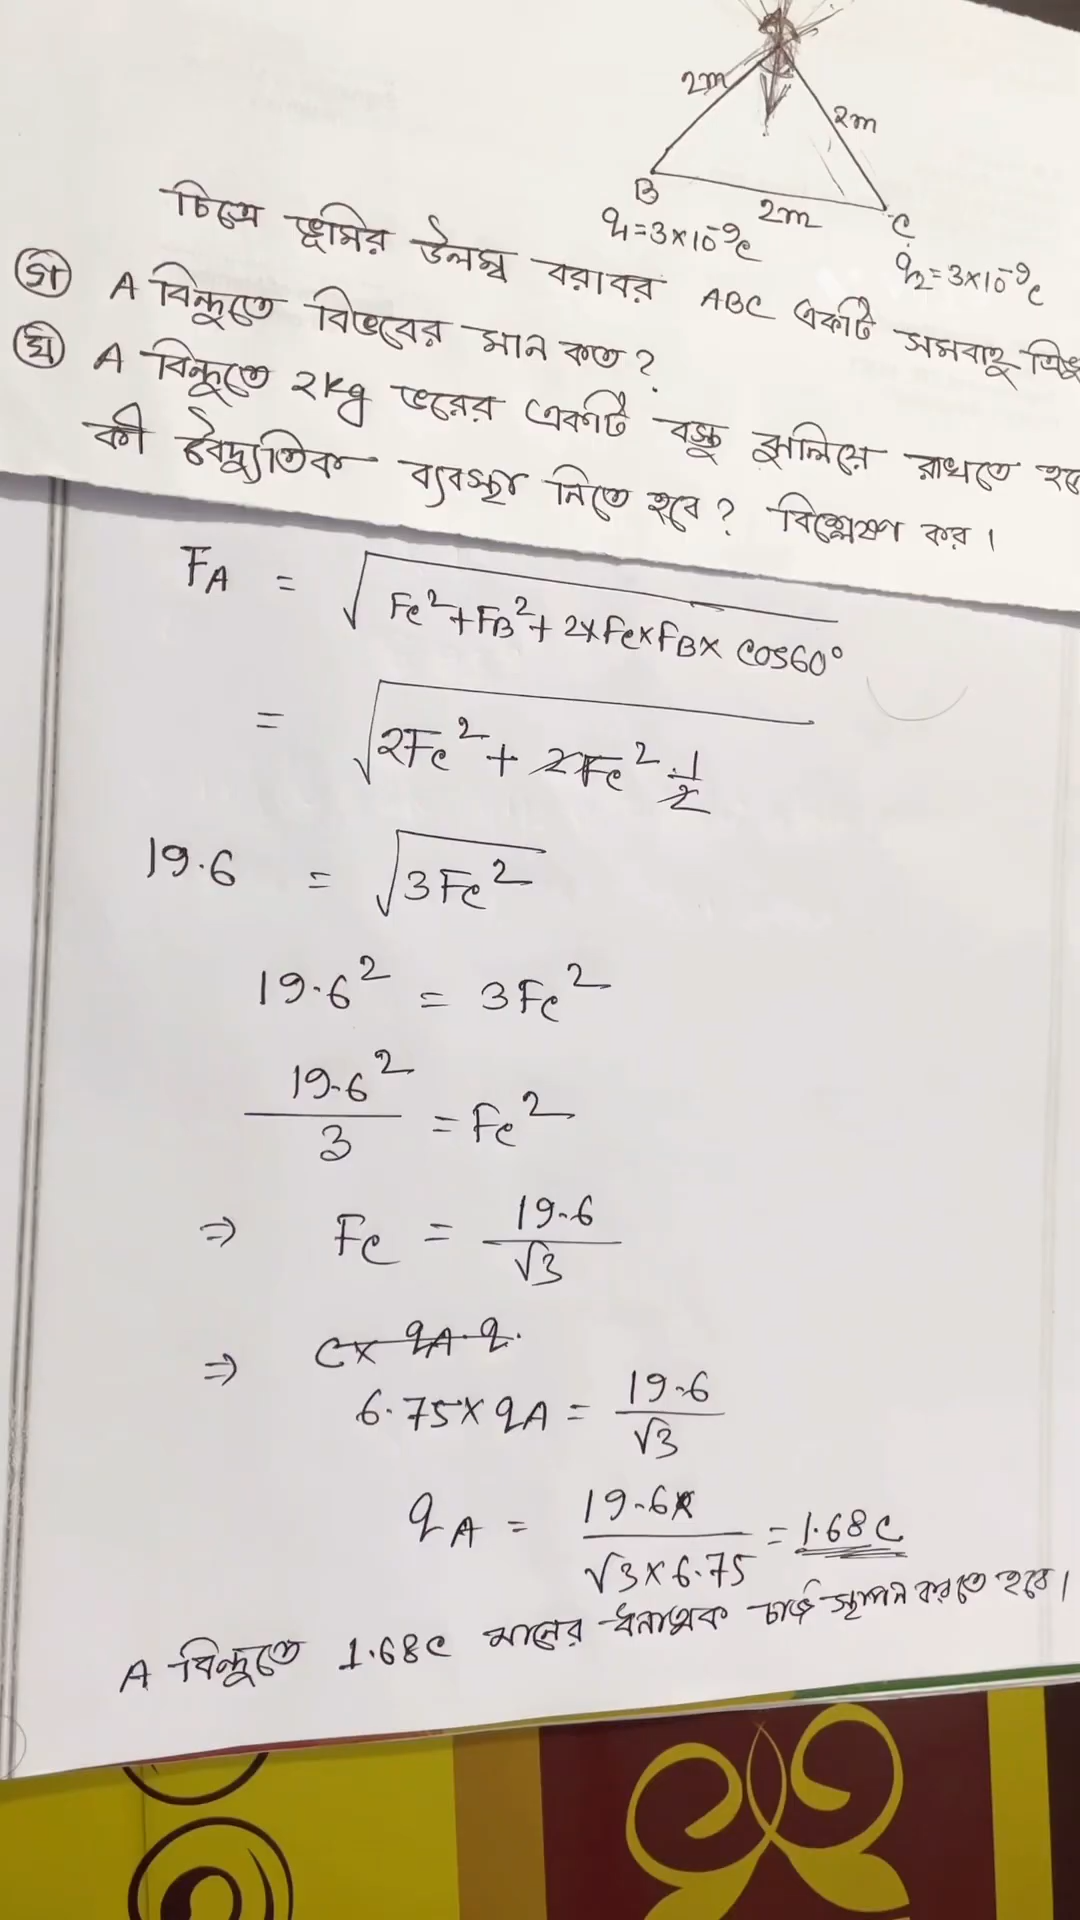 2m
2m
B
2m
C
q₁=3×10⁻⁹c
q₂=3×10⁻⁹c
চিত্রে ভূমির উলম্ব বরাবর ABC একটি সমবাহু
গ A বিন্দুতে বিভবের মান কত?
ঘ A বিন্দুতে 2kg ভরের একটি বস্তু ঝুলিয়ে রাখতে হবে
কী বৈদ্যুতিক ব্যবস্থা নিতে হবে? বিশ্লেষণ কর।
F_A = √(Fc²+FB²+2×Fc×FB× cos60°)
= √(2Fc² + 2Fc² ½)
19.6 = √(3Fc²)
19.6² = 3Fc²
19.6²/3 = Fc²
⇒ Fc = 19.6/√3
⇒ c× qA.q.
6.75×qA = 19.6/√3
qA = 19.6×/(√3×6.75) = 1.68c
A বিন্দুতে 1.68c মানের ধনাত্মক চার্জ স্থাপন করতে হবে।